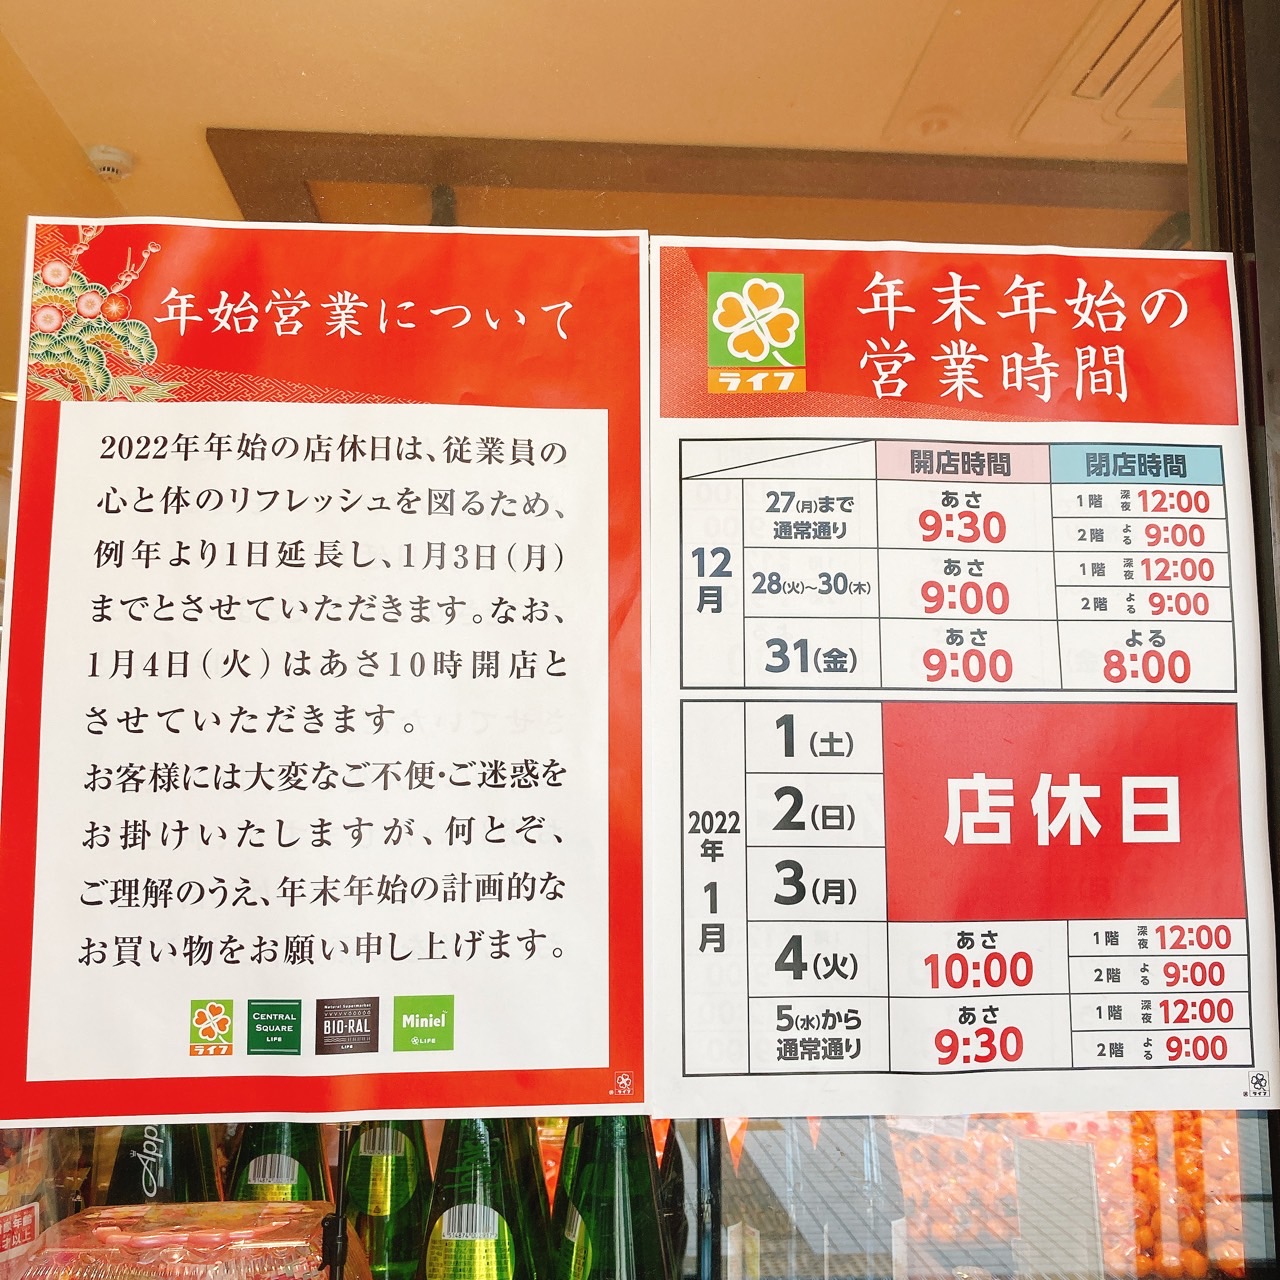 年始営業について
2022年年始の店休日は、従業員の
心と体のリフレッシュを図るため、
例年より1日延長し、1月3日(月)
までとさせていただきます。なお、
1月4日(火)はあさ10時開店と
させていただきます。
お客様には大変なご不便・ご迷惑を
お掛けいたしますが、何とぞ、
ご理解のうえ、年末年始の計画的な
お買い物をお願い申し上げます。
ライフ
CENTRAL
SQUARE
LIFE
Natural Supermarket
BIO-RAL
LIFE
Miniel
LIFE
ライフ
ライフ
年末年始の
営業時間
開店時間 閉店時間
12月
27(月)まで
通常通り
あさ
9:30
1階 深夜 12:00
2階 よる 9:00
28(火)~30(木)
あさ
9:00
1階 深夜 12:00
2階 よる 9:00
31(金)
あさ
9:00
よる
8:00
2022
年
1
月
1(土)
2(日)
3(月)
店休日
4(火)
あさ
10:00
1階 深夜 12:00
2階 よる 9:00
5(水)から
通常通り
あさ
9:30
1階 深夜 12:00
2階 よる 9:00
ライフ
App